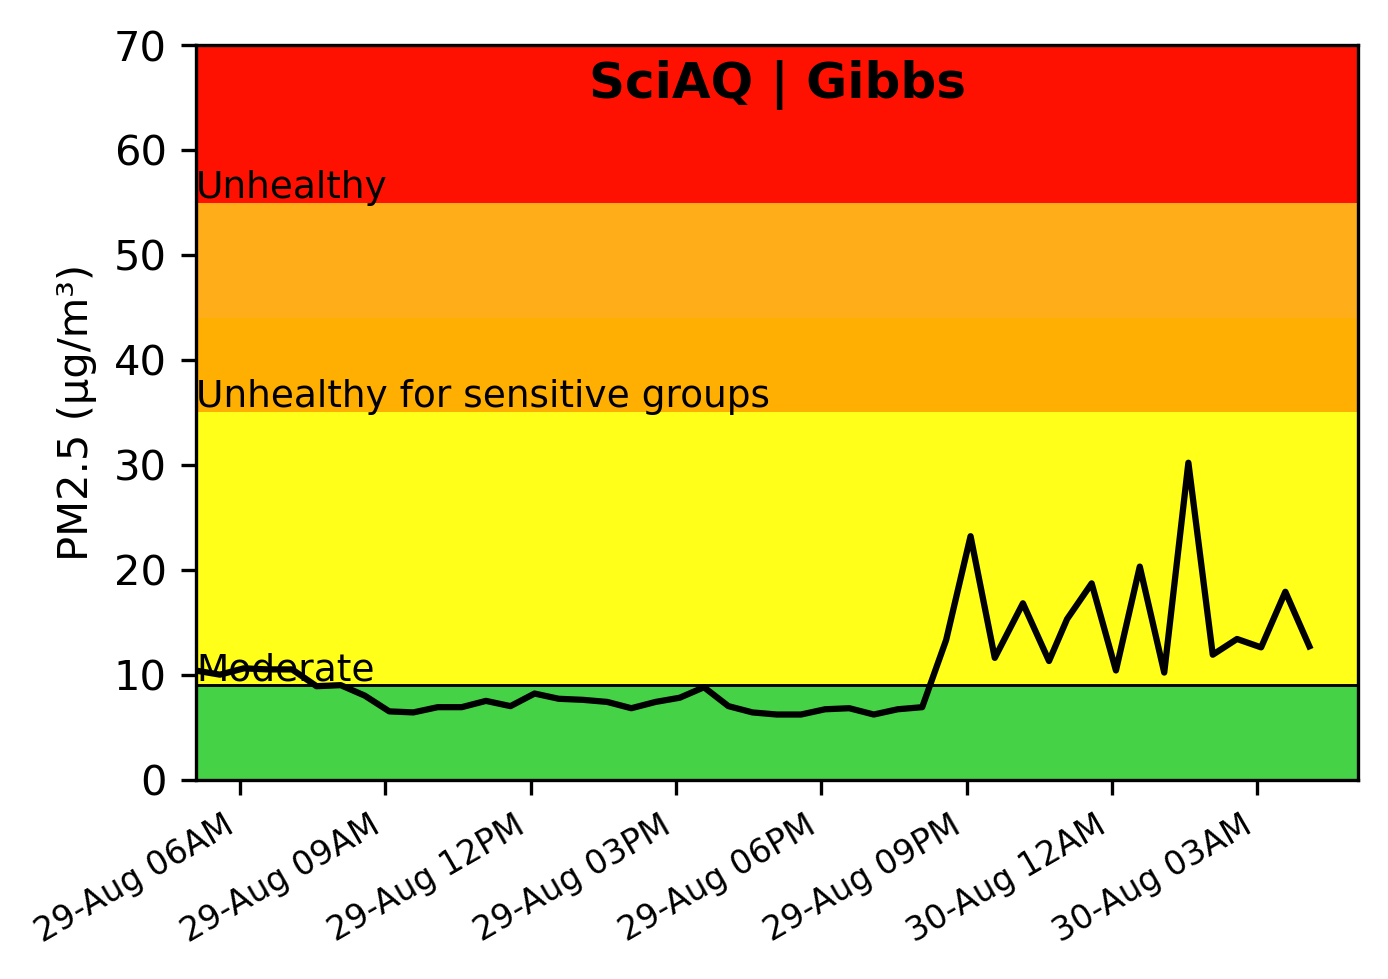 SciAQ | Gibbs
70
60
50
40
30
20
10
0
PM2.5 (µg/m³)
Unhealthy
Unhealthy for sensitive groups
Moderate
29-Aug 06AM
29-Aug 09AM
29-Aug 12PM
29-Aug 03PM
29-Aug 06PM
29-Aug 09PM
30-Aug 12AM
30-Aug 03AM